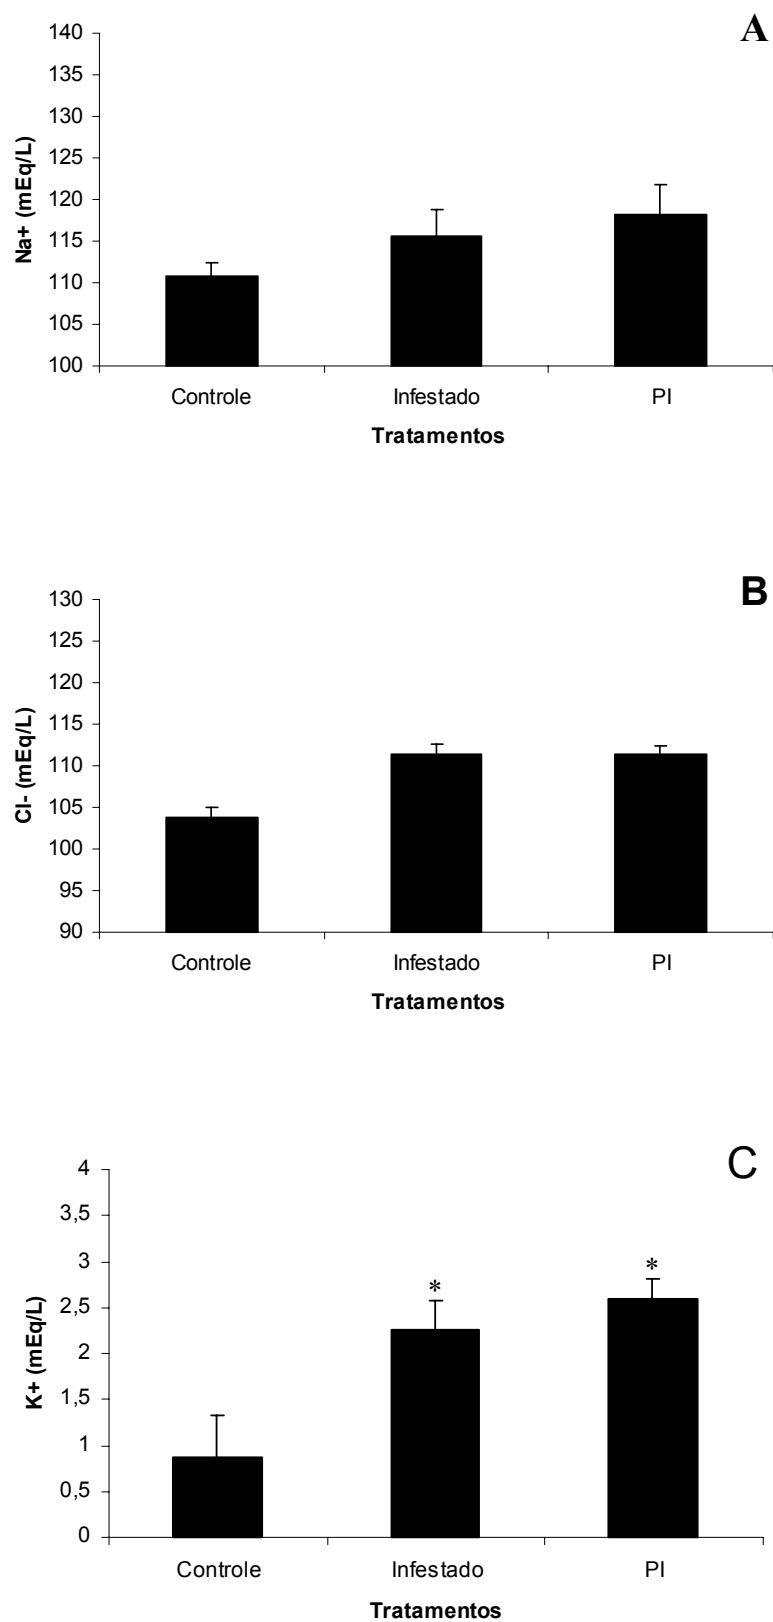 A
140
135
130
125
120
115
110
105
100
Na+ (mEq/L)
Controle Infestado PI
Tratamentos
B
130
125
120
115
110
105
100
95
90
Cl- (mEq/L)
Controle Infestado PI
Tratamentos
C
4
3,5
3
2,5
2
1,5
1
0,5
0
K+ (mEq/L)
* *
Controle Infestado PI
Tratamentos